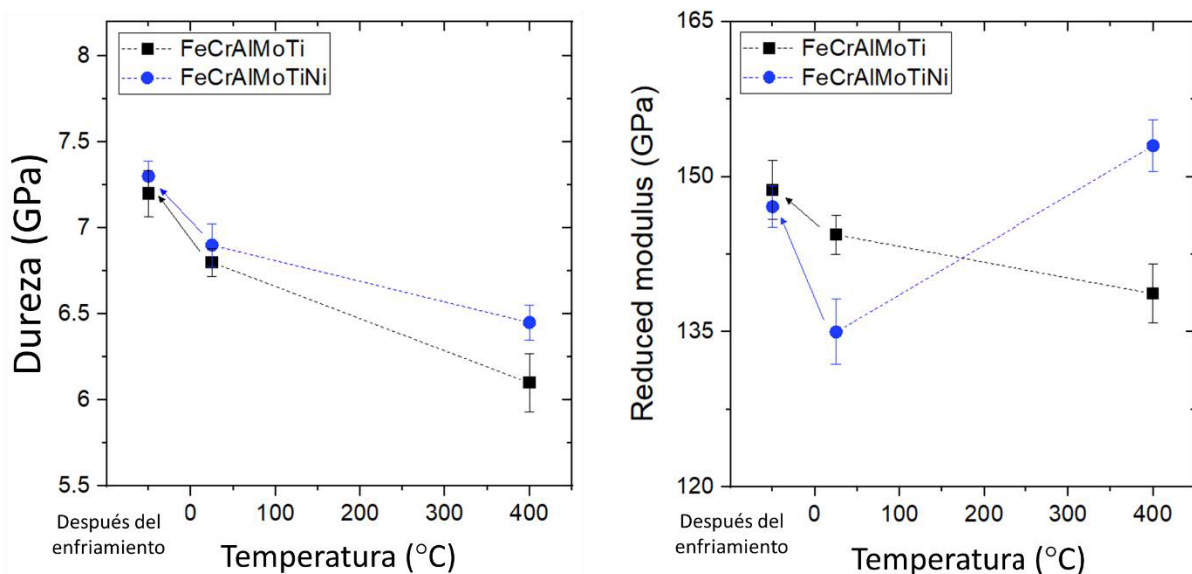 FeCrAlMoTi
FeCrAlMoTiNi
8
7.5
7
6.5
6
5.5
Dureza (GPa)
0
100
200
300
400
Después del
enfriamiento
Temperatura (°C)
FeCrAlMoTi
FeCrAlMoTiNi
165
150
135
120
Reduced modulus (GPa)
0
100
200
300
400
Después del
enfriamiento
Temperatura (°C)